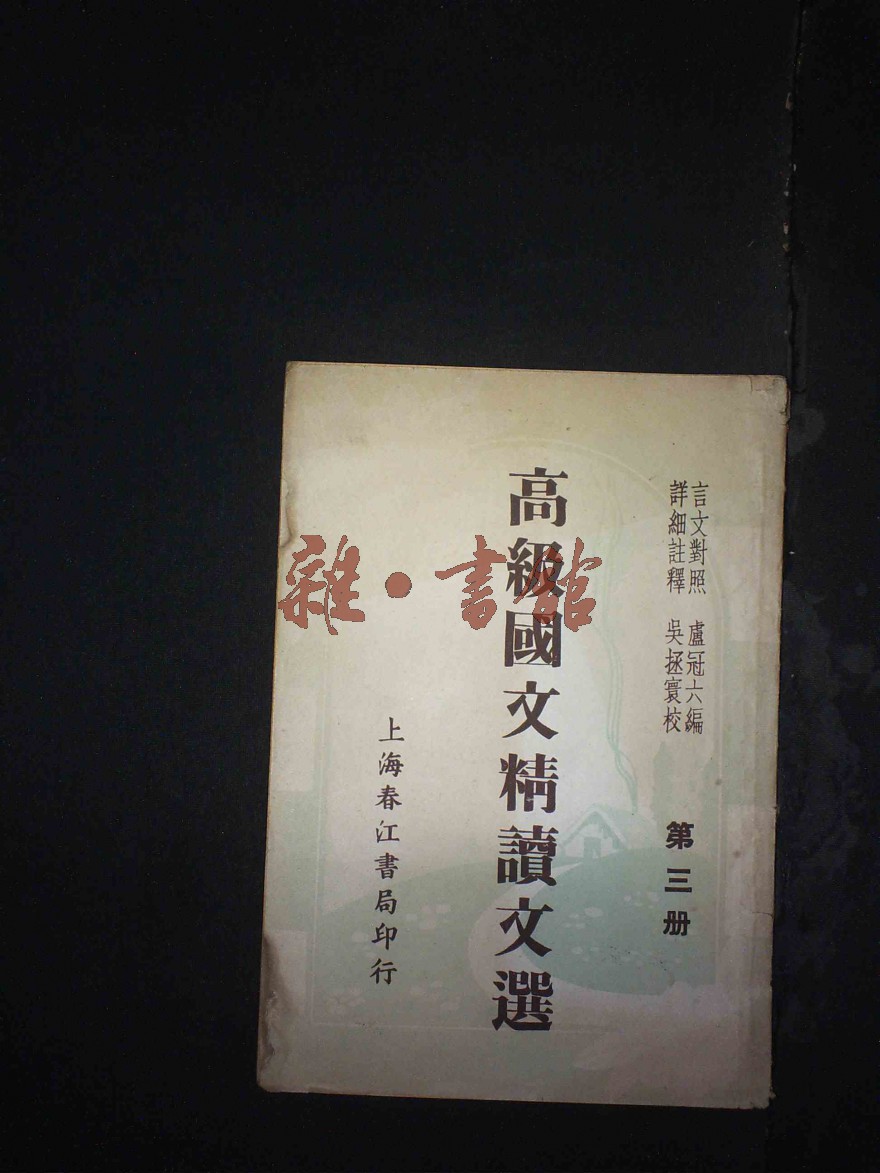 言文對照 盧冠六編
詳細註釋 吳拯寰校
第三册
高級國文精讀文選
上海春江書局印行
雜·書館